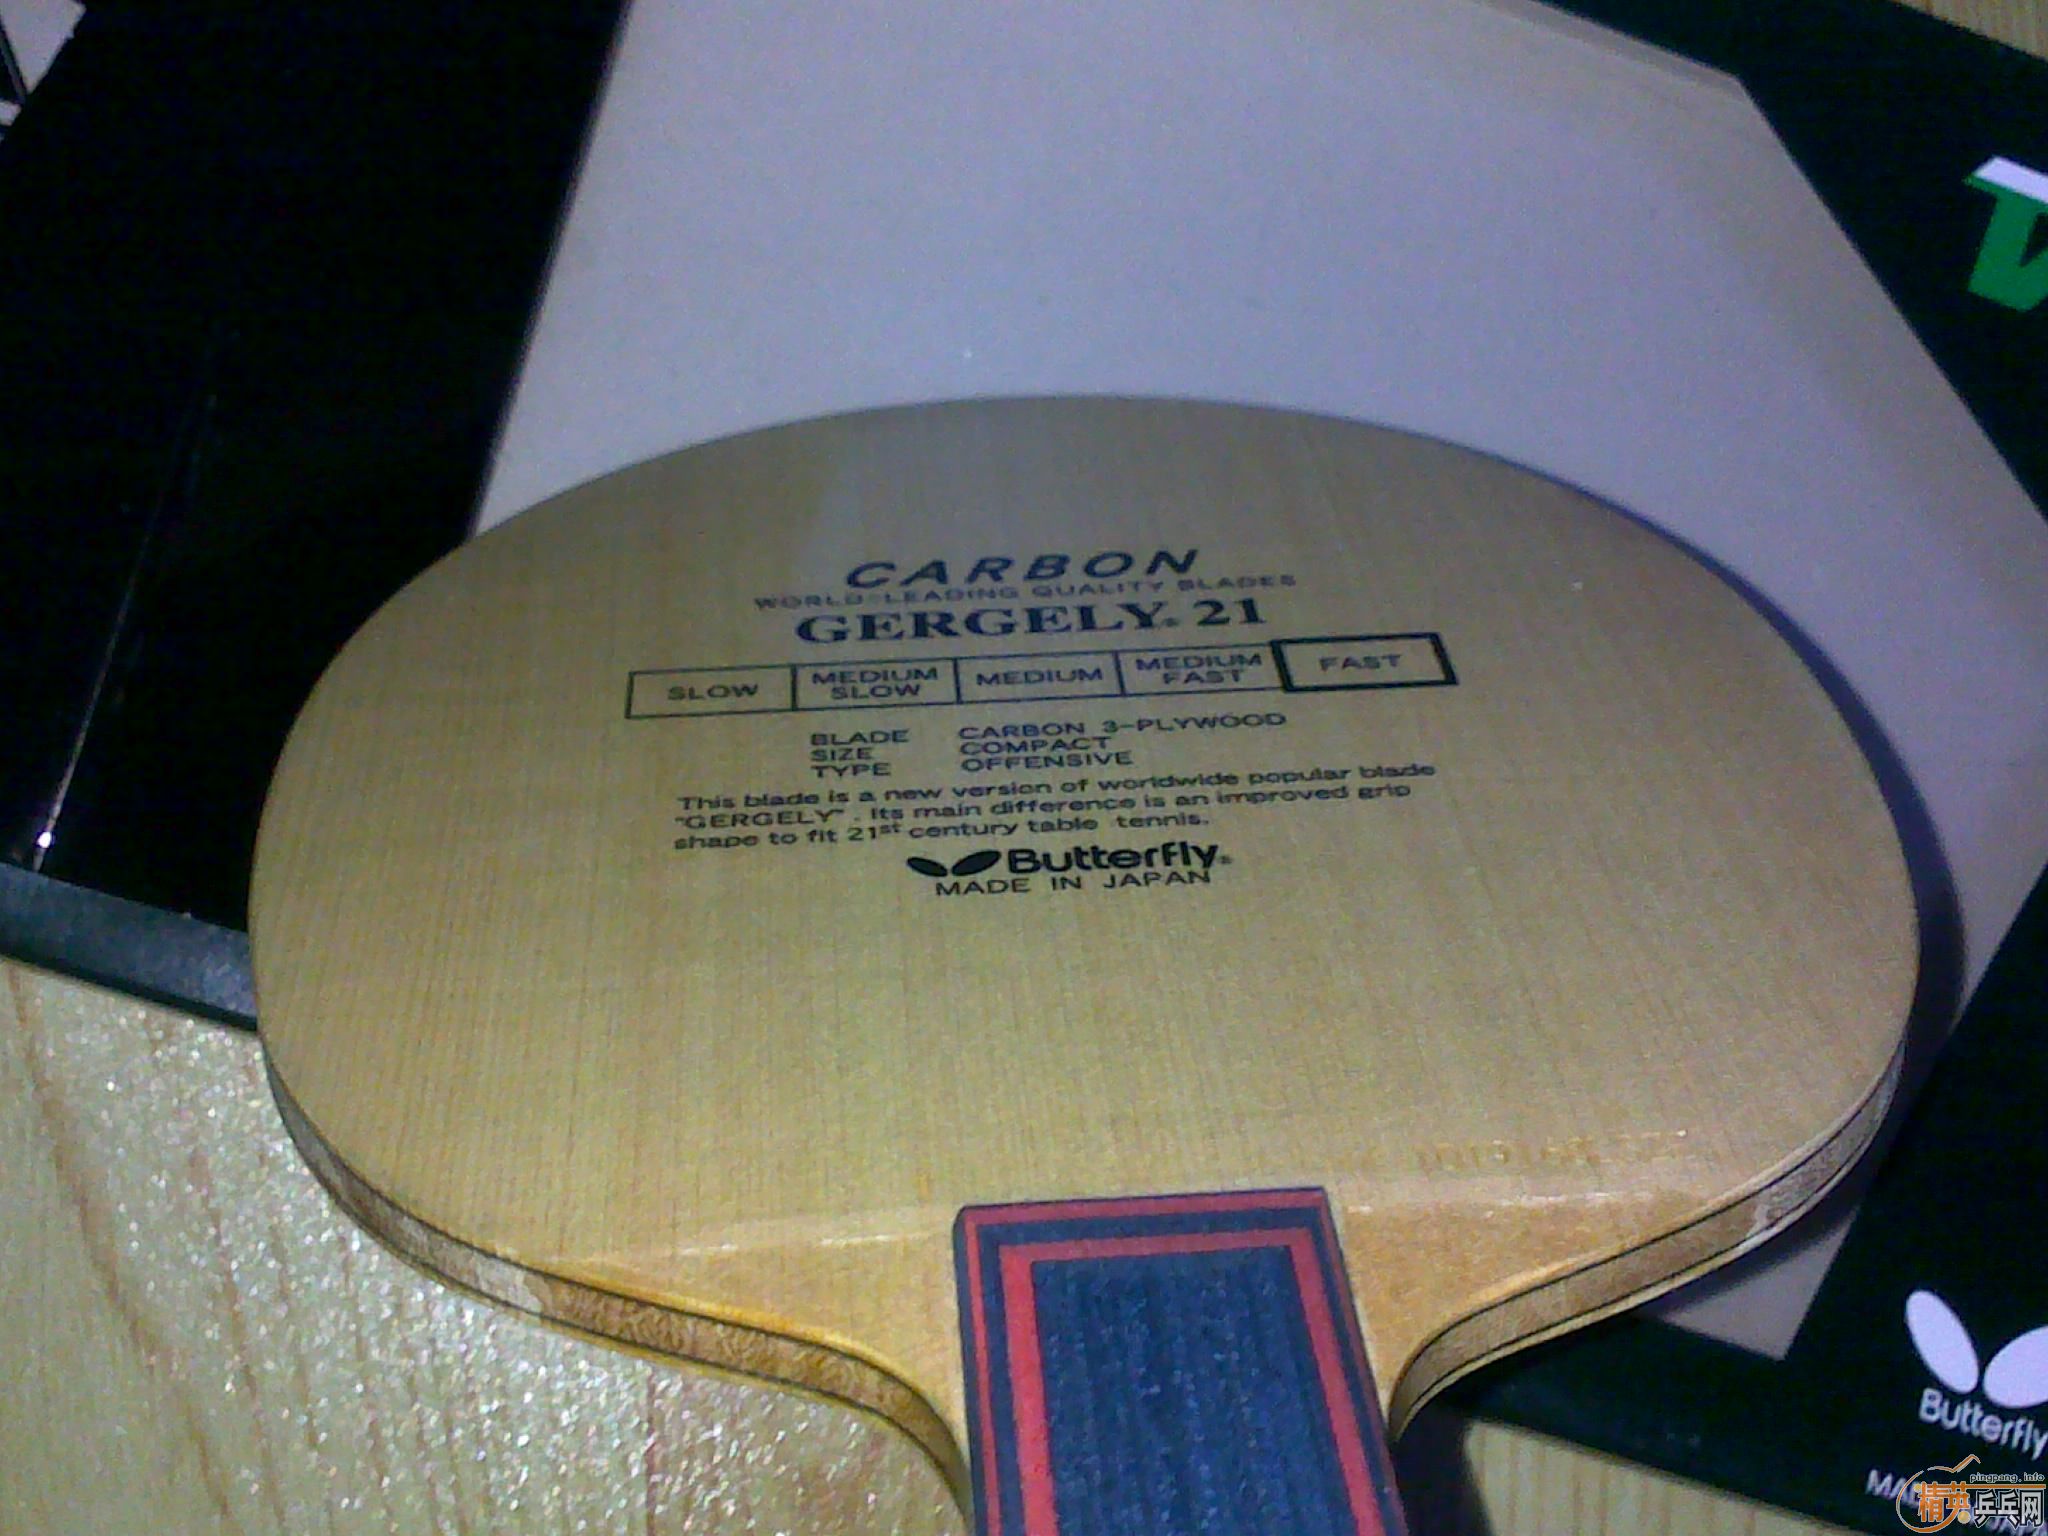 CARBON
WORLD-LEADING QUALITY BLADES
GERGELY® 21
SLOW
MEDIUM
SLOW
MEDIUM
MEDIUM
FAST
FAST
BLADE CARBON 3-PLYWOOD
SIZE COMPACT
TYPE OFFENSIVE
This blade is a new version of worldwide popular blade
"GERGELY". Its main difference is an improved grip
shape to fit 21st century table tennis.
Butterfly®
MADE IN JAPAN
Butterfly
MA
pingpang.info
精英乒乓网